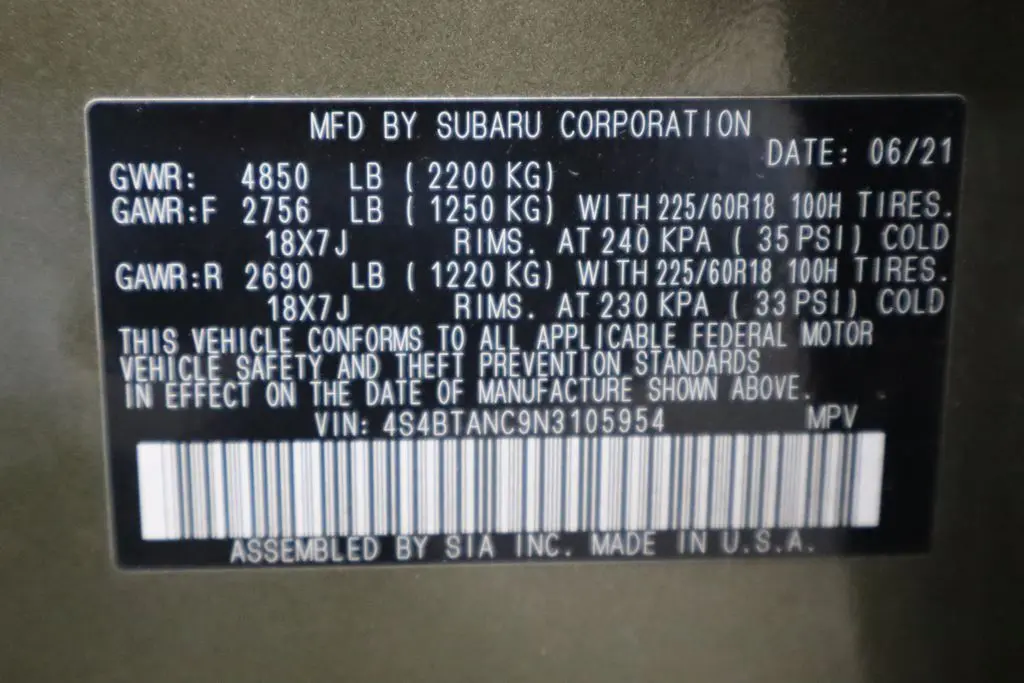 MFD BY SUBARU CORPORATION
DATE: 06/21
GVWR: 4850 LB (2200 KG)
GAWR:F 2756 LB (1250 KG) WITH 225/60R18 100H TIRES.
18X7J RIMS. AT 240 KPA (35 PSI) COLD
GAWR:R 2690 LB (1220 KG) WITH 225/60R18 100H TIRES.
18X7J RIMS. AT 230 KPA (33 PSI) COLD
THIS VEHICLE CONFORMS TO ALL APPLICABLE FEDERAL MOTOR
VEHICLE SAFETY AND THEFT PREVENTION STANDARDS
IN EFFECT ON THE DATE OF MANUFACTURE SHOWN ABOVE.
VIN: 4S4BTANC9N3105954 MPV
ASSEMBLED BY SIA INC. MADE IN U.S.A.